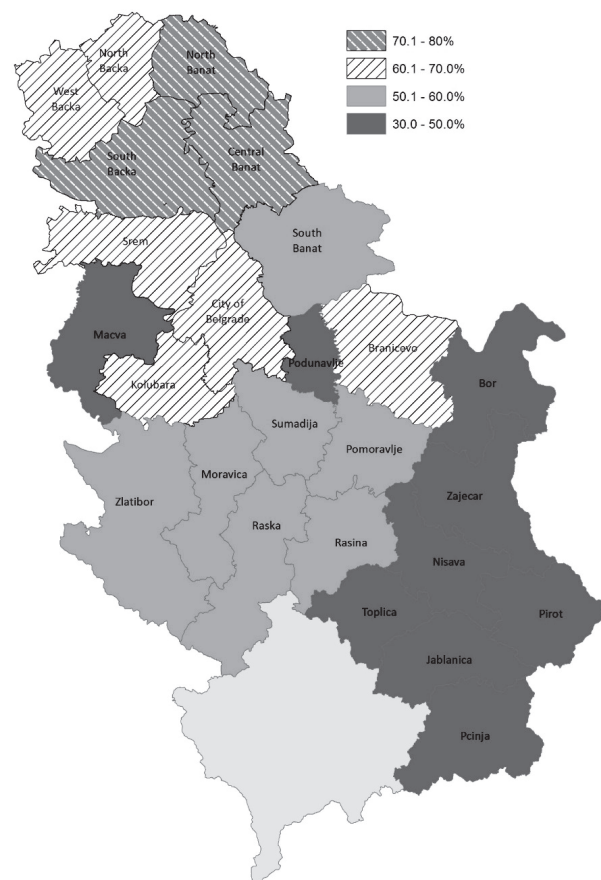 70.1 - 80%
60.1 - 70.0%
50.1 - 60.0%
30.0 - 50.0%
North
Backa
North
Banat
West
Backa
South
Backa
Central
Banat
South
Banat
Srem
City of
Belgrade
Macva
Podunavlje
Branicevo
Kolubara
Bor
Sumadija
Pomoravlje
Moravica
Zlatibor
Zajecar
Raska
Rasina
Nisava
Toplica
Pirot
Jablanica
Pcinja